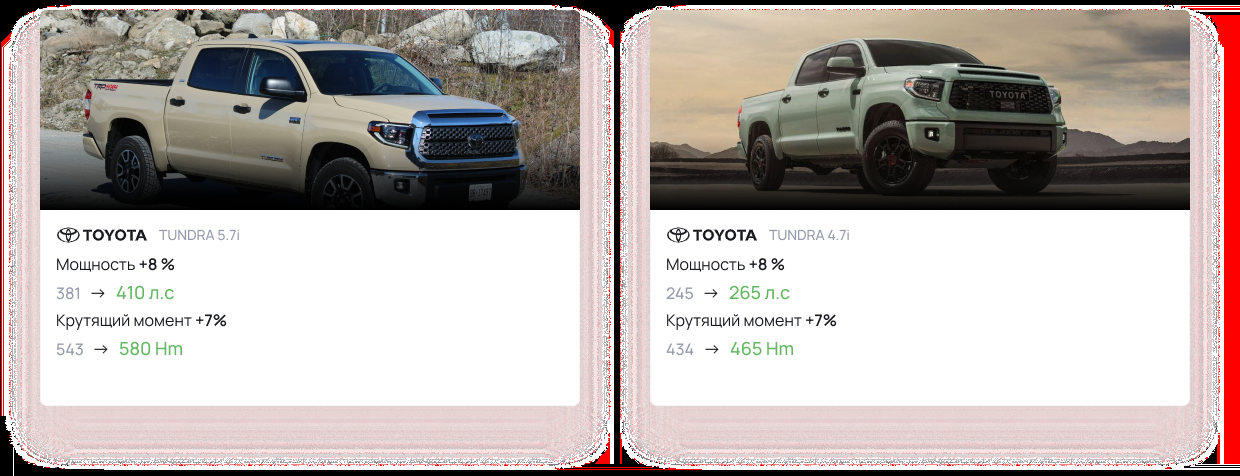 TOYOTA TUNDRA 5.7i
Мощность +8 %
381 → 410 л.с
Крутящий момент +7%
543 → 580 Hm
TOYOTA
TOYOTA TUNDRA 4.7i
Мощность +8 %
245 → 265 л.с
Крутящий момент +7%
434 → 465 Hm